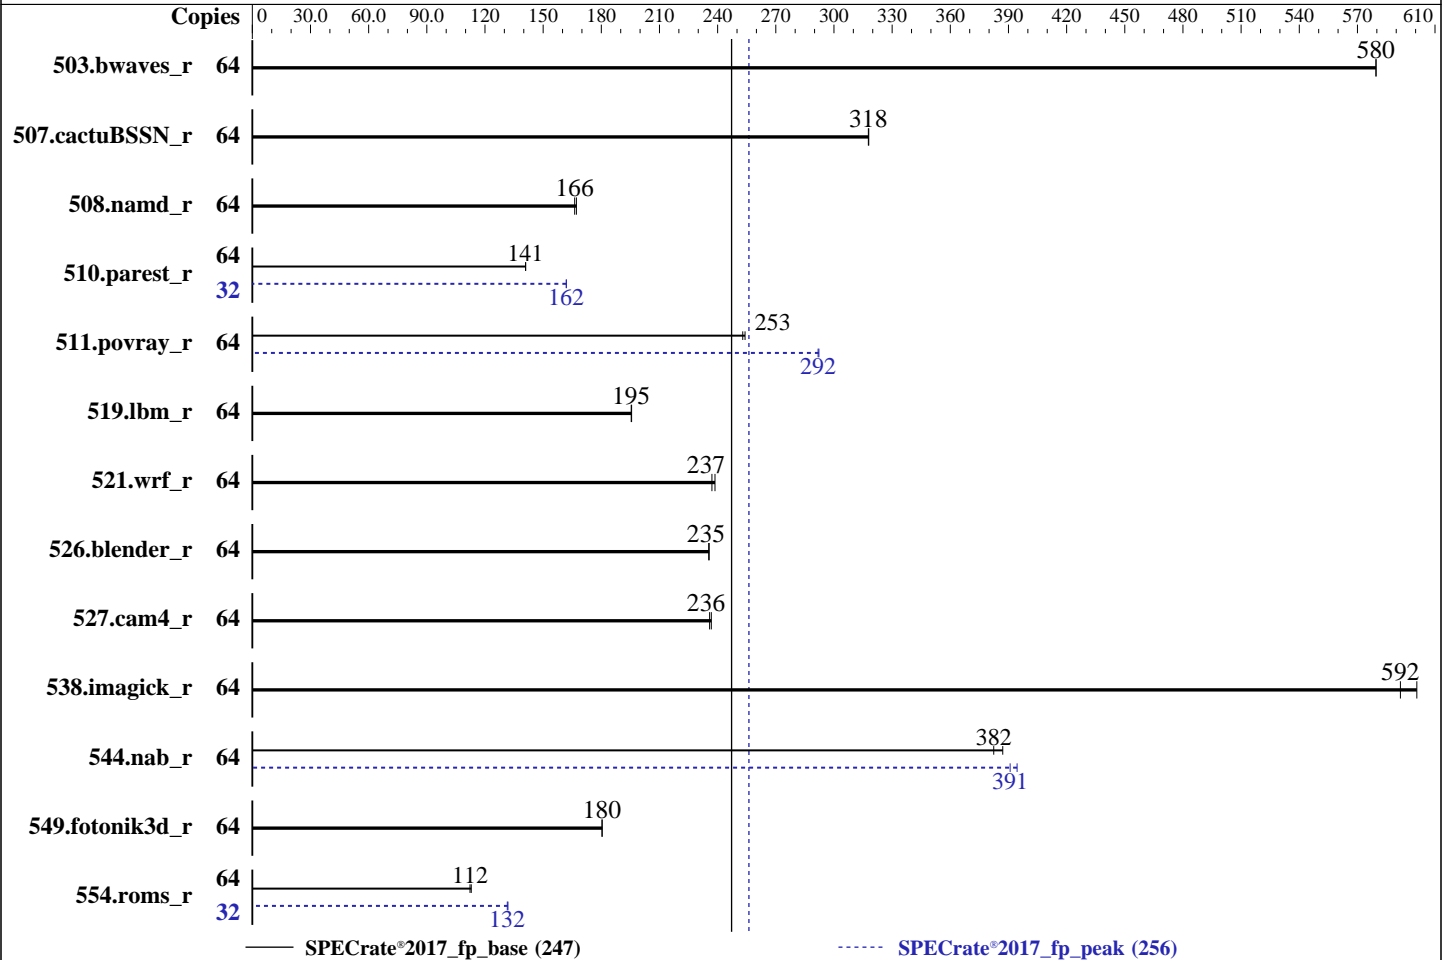 Copies 0 30.0 60.0 90.0 120 150 180 210 240 270 300 330 360 390 420 450 480 510 540 570 610
503.bwaves_r 64 580
507.cactuBSSN_r 64 318
508.namd_r 64 166
64 141
510.parest_r
32 162
511.povray_r 64 253
292
519.lbm_r 64 195
521.wrf_r 64 237
526.blender_r 64 235
527.cam4_r 64 236
538.imagick_r 64 592
544.nab_r 64 382
391
549.fotonik3d_r 64 180
64 112
554.roms_r
32 132
SPECrate®2017_fp_base (247) SPECrate®2017_fp_peak (256)